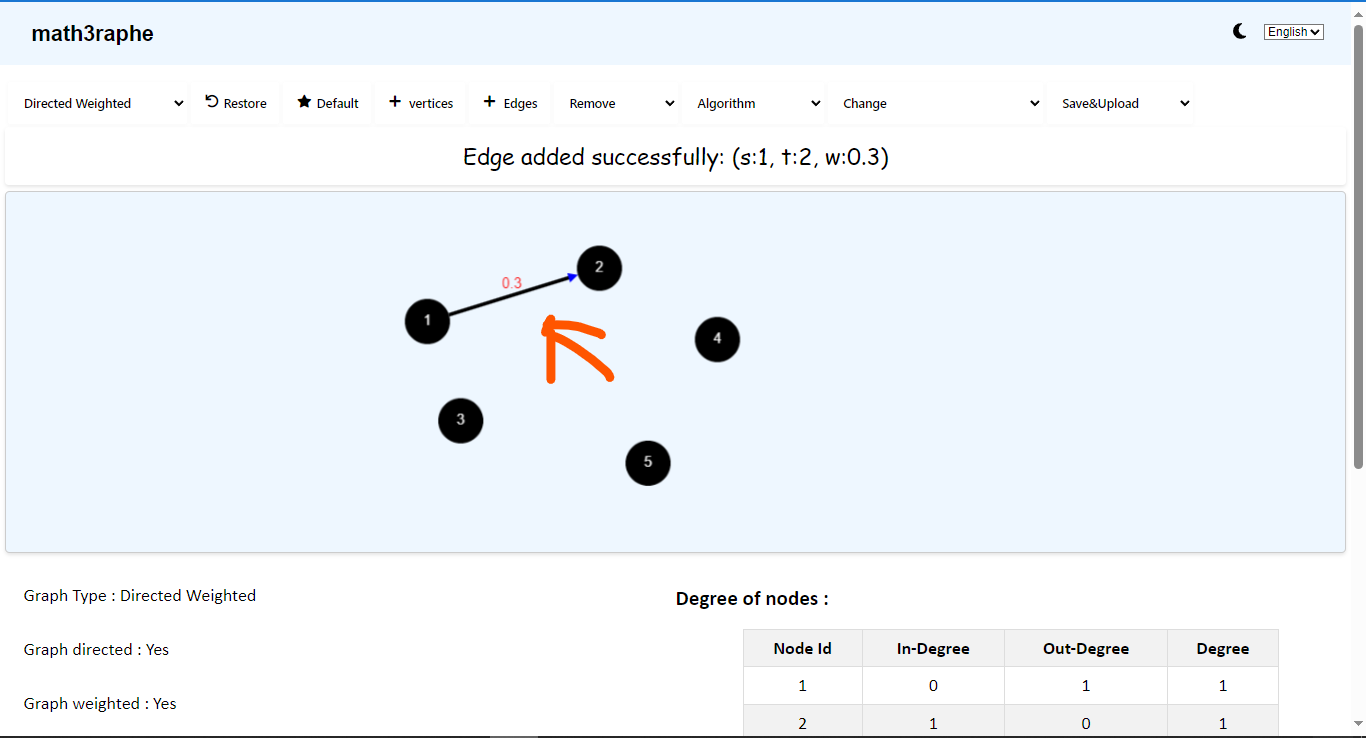 math3raphe
English
Directed Weighted Restore Default + vertices + Edges Remove Algorithm Change Save&Upload
Edge added successfully: (s:1, t:2, w:0.3)
2
0.3
1
4
3
5
Graph Type : Directed Weighted
Graph directed : Yes
Graph weighted : Yes
Degree of nodes :
Node Id In-Degree Out-Degree Degree
1 0 1 1
2 1 0 1